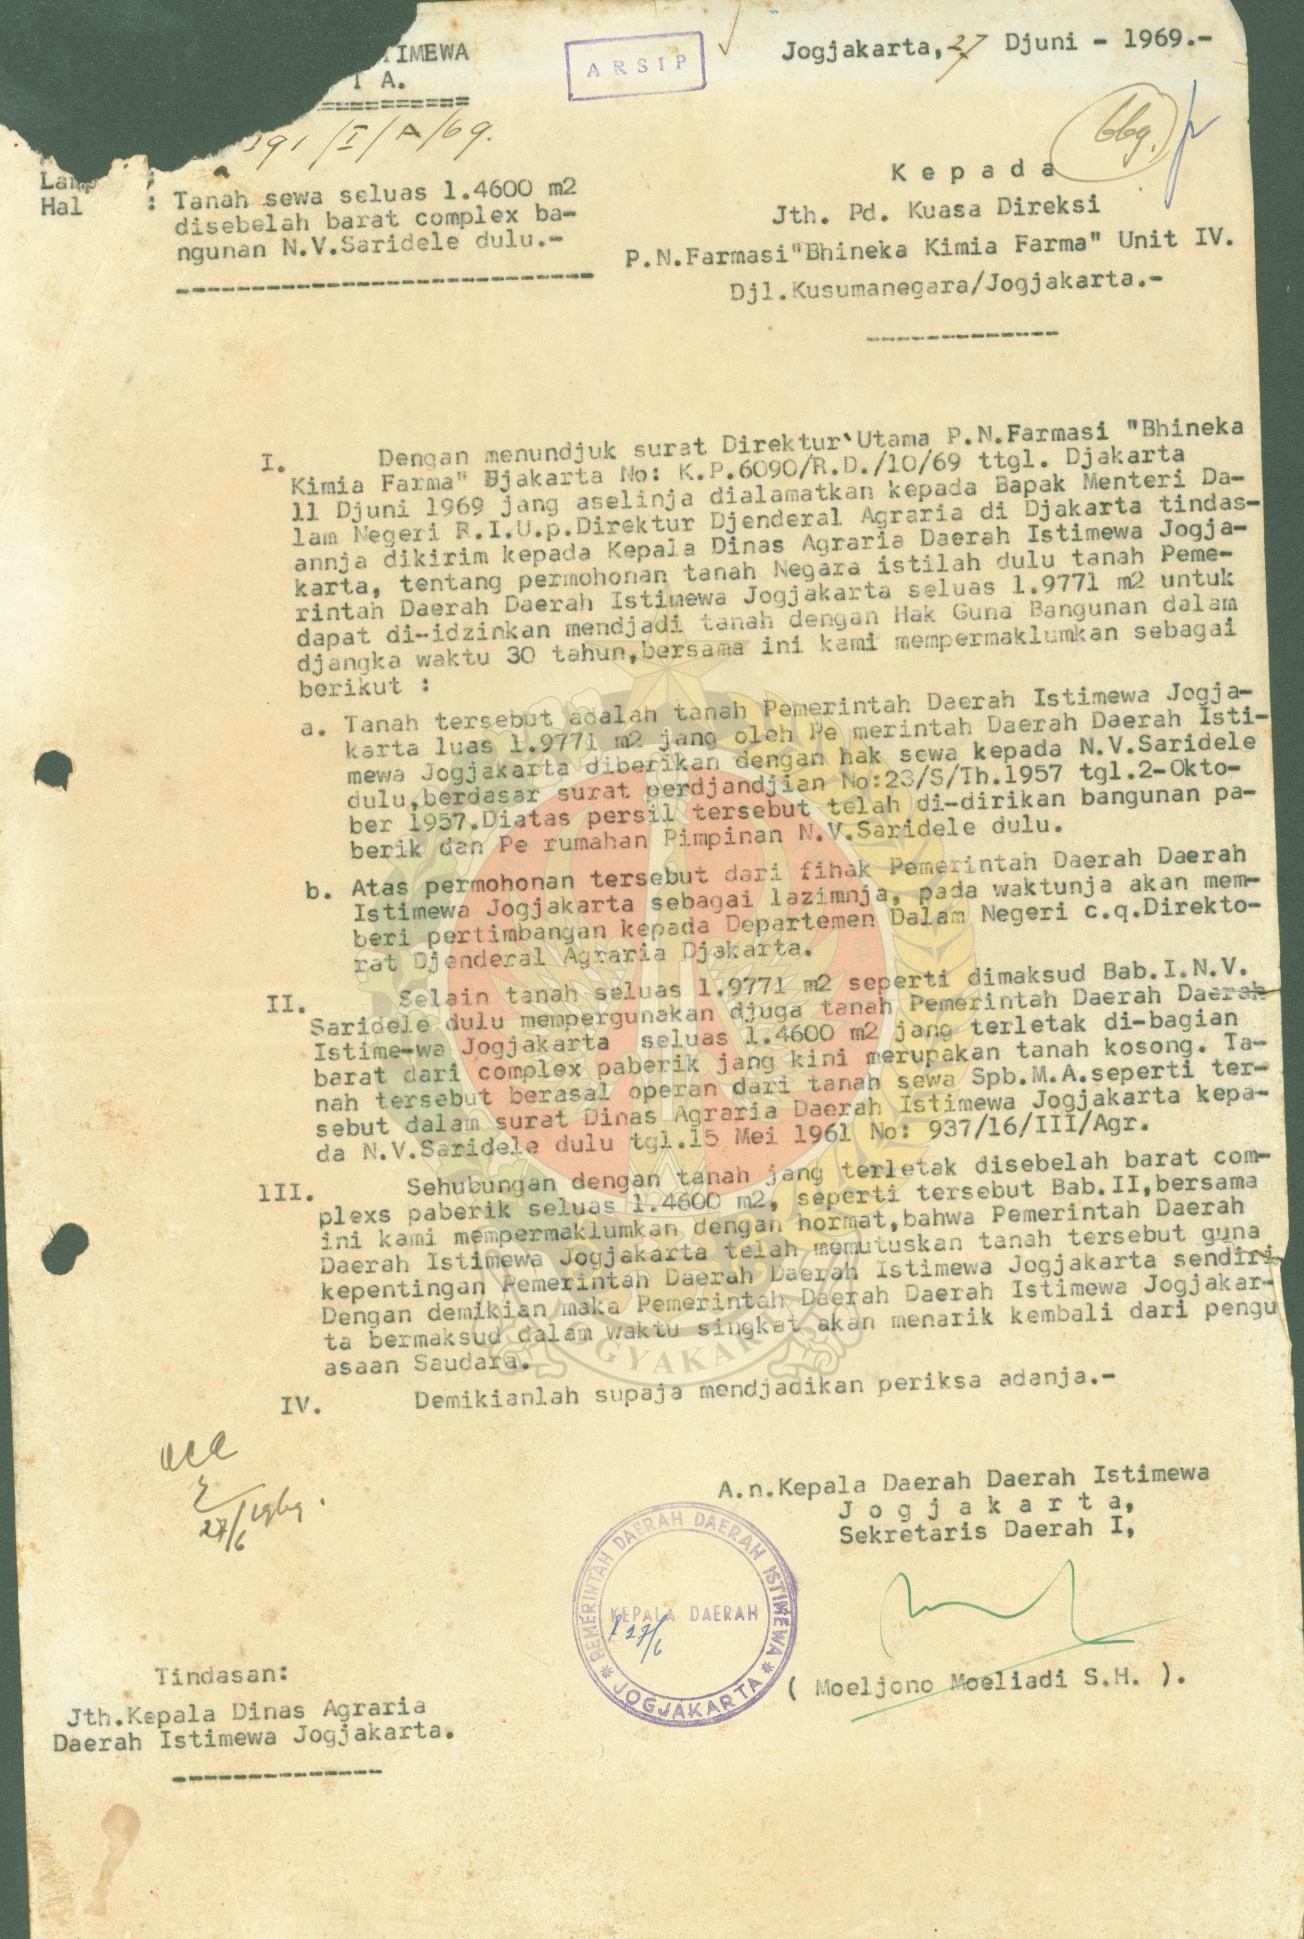 TIMEWA
T A.
===========
ARSIP
Jogjakarta, 27 Djuni - 1969.-
191/I/A/69.
bbg.
Lamp :
Hal : Tanah sewa seluas 1.4600 m2
disebelah barat complex ba-
ngunan N.V.Saridele dulu.-
K e p a d a
Jth. Pd. Kuasa Direksi
P.N.Farmasi"Bhineka Kimia Farma" Unit IV.
Djl.Kusumanegara/Jogjakarta.-
I. Dengan menundjuk surat Direktur Utama P.N.Farmasi "Bhineka
Kimia Farma" Djakarta No: K.P.6090/R.D./10/69 ttgl. Djakarta
11 Djuni 1969 jang aselinja dialamatkan kepada Bapak Menteri Da-
lam Negeri R.I.U.p.Direktur Djenderal Agraria di Djakarta tindas-
annja dikirim kepada Kepala Dinas Agraria Daerah Istimewa Jogja-
karta, tentang permohonan tanah Negara istilah dulu tanah Peme-
rintah Daerah Daerah Istimewa Jogjakarta seluas 1.9771 m2 untuk
dapat di-idzinkan mendjadi tanah dengan Hak Guna Bangunan dalam
djangka waktu 30 tahun,bersama ini kami mempermaklumkan sebagai
berikut :
a. Tanah tersebut adalah tanah Pemerintah Daerah Istimewa Jogja-
karta luas 1.9771 m2 jang oleh Pe merintah Daerah Daerah Isti-
mewa Jogjakarta diberikan dengan hak sewa kepada N.V.Saridele
dulu,berdasar surat perdjandjian No:23/S/Th.1957 tgl.2-Okto-
ber 1957.Diatas persil tersebut telah di-dirikan bangunan pa-
berik dan Pe rumahan Pimpinan N.V.Saridele dulu.
b. Atas permohonan tersebut dari fihak Pemerintah Daerah Daerah
Istimewa Jogjakarta sebagai lazimnja, pada waktunja akan mem-
beri pertimbangan kepada Departemen Dalam Negeri c.q.Direkto-
rat Djenderal Agraria Djakarta.
II. Selain tanah seluas 1.9771 m2 seperti dimaksud Bab.I.N.V.
Saridele dulu mempergunakan djuga tanah Pemerintah Daerah Daerah
Istime-wa Jogjakarta seluas 1.4600 m2 jang terletak di-bagian
barat dari complex paberik jang kini merupakan tanah kosong. Ta-
nah tersebut berasal operan dari tanah sewa Spb.M.A.seperti ter-
sebut dalam surat Dinas Agraria Daerah Istimewa Jogjakarta kepa-
da N.V.Saridele dulu tgl.15 Mei 1961 No: 937/16/III/Agr.
III. Sehubungan dengan tanah jang terletak disebelah barat com-
plexs paberik seluas 1.4600 m2, seperti tersebut Bab.II,bersama
ini kami mempermaklumkan dengan hormat,bahwa Pemerintah Daerah
Daerah Istimewa Jogjakarta telah memutuskan tanah tersebut guna
kepentingan Pemerintah Daerah Daerah Istimewa Jogjakarta sendiri
Dengan demikian maka Pemerintah Daerah Daerah Istimewa Jogjakar-
ta bermaksud dalam waktu singkat akan menarik kembali dari pengu
asaan Saudara.
IV. Demikianlah supaja mendjadikan periksa adanja.-
acc
27/6
A.n.Kepala Daerah Daerah Istimewa
J o g j a k a r t a,
Sekretaris Daerah I,
PEMERINTAH DAERAH DAERAH ISTIMEWA
KEPALA DAERAH
27/6
* JOGJAKARTA *
( Moeljono Moeliadi S.H. ).
Tindasan:
Jth.Kepala Dinas Agraria
Daerah Istimewa Jogjakarta.
YOGYAKARTA